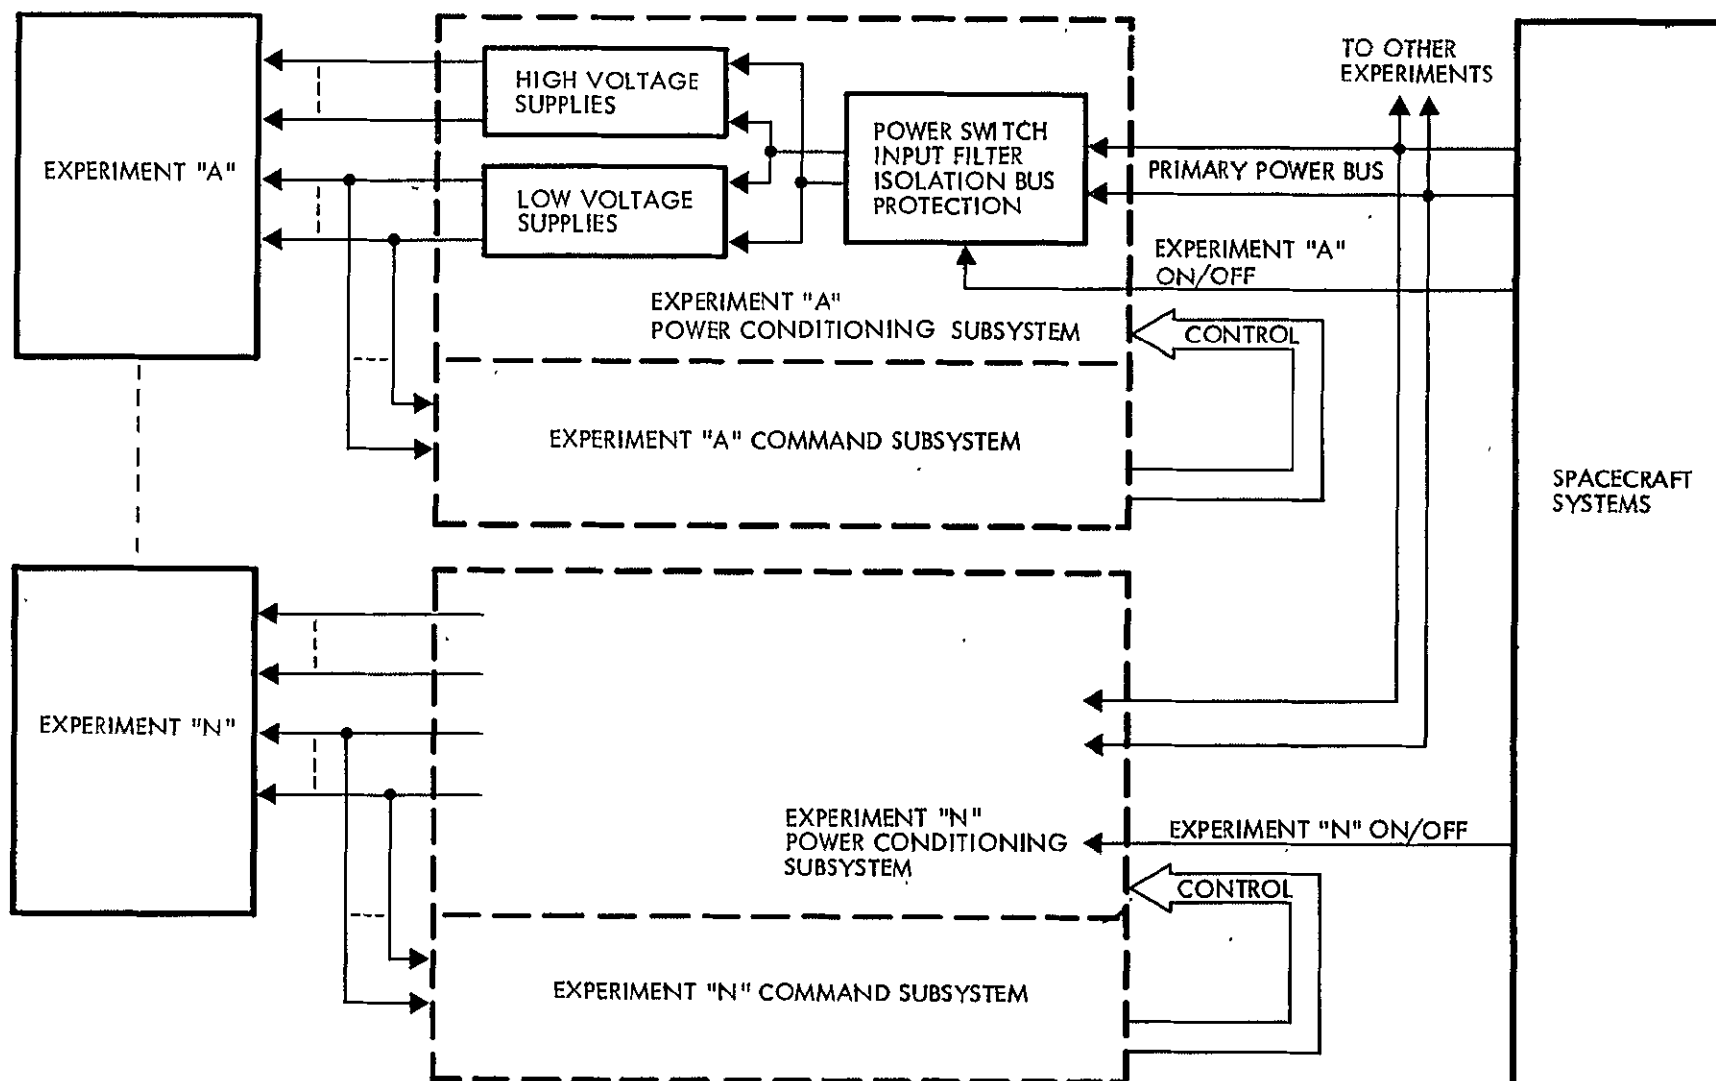 TO OTHER
EXPERIMENTS
HIGH VOLTAGE
SUPPLIES
POWER SWITCH
INPUT FILTER
ISOLATION BUS
PROTECTION
EXPERIMENT "A"
PRIMARY POWER BUS
LOW VOLTAGE
SUPPLIES
EXPERIMENT "A"
ON/OFF
EXPERIMENT "A"
POWER CONDITIONING SUBSYSTEM
CONTROL
EXPERIMENT "A" COMMAND SUBSYSTEM
SPACECRAFT
SYSTEMS
EXPERIMENT "N"
EXPERIMENT "N"
POWER CONDITIONING
SUBSYSTEM
EXPERIMENT "N" ON/OFF
CONTROL
EXPERIMENT "N" COMMAND SUBSYSTEM